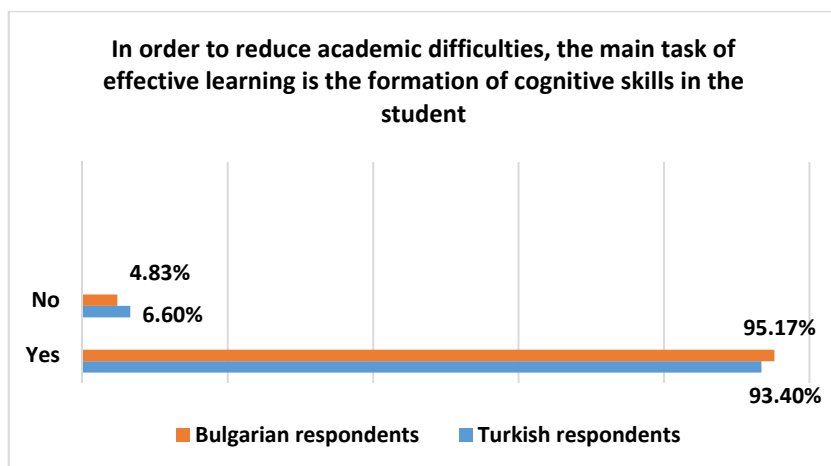 In order to reduce academic difficulties, the main task of
effective learning is the formation of cognitive skills in the
student
4.83%
No
6.60%
95.17%
Yes
93.40%
Bulgarian respondents
Turkish respondents